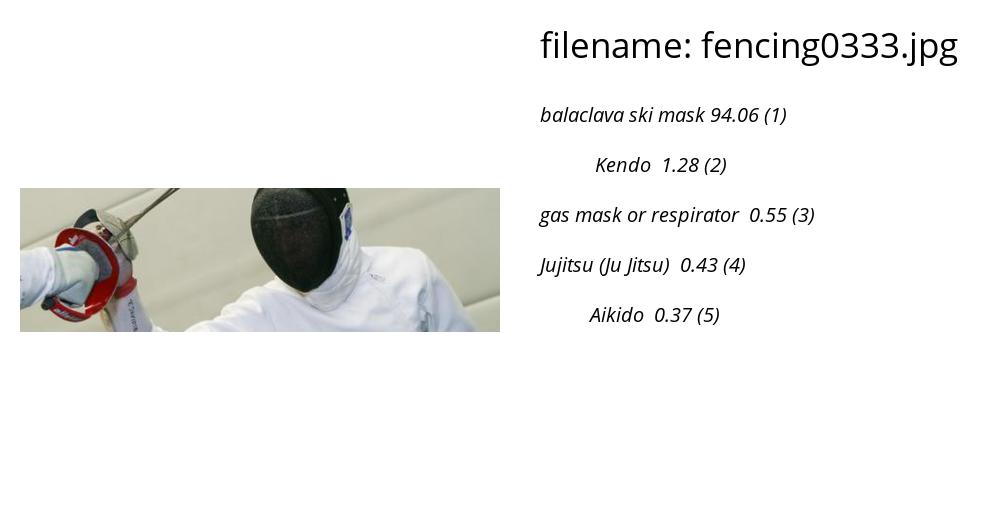 filename: fencing0333.jpg
balaclava ski mask 94.06 (1)
Kendo 1.28 (2)
gas mask or respirator 0.55 (3)
Jujitsu (Ju Jitsu) 0.43 (4)
Aikido 0.37 (5)